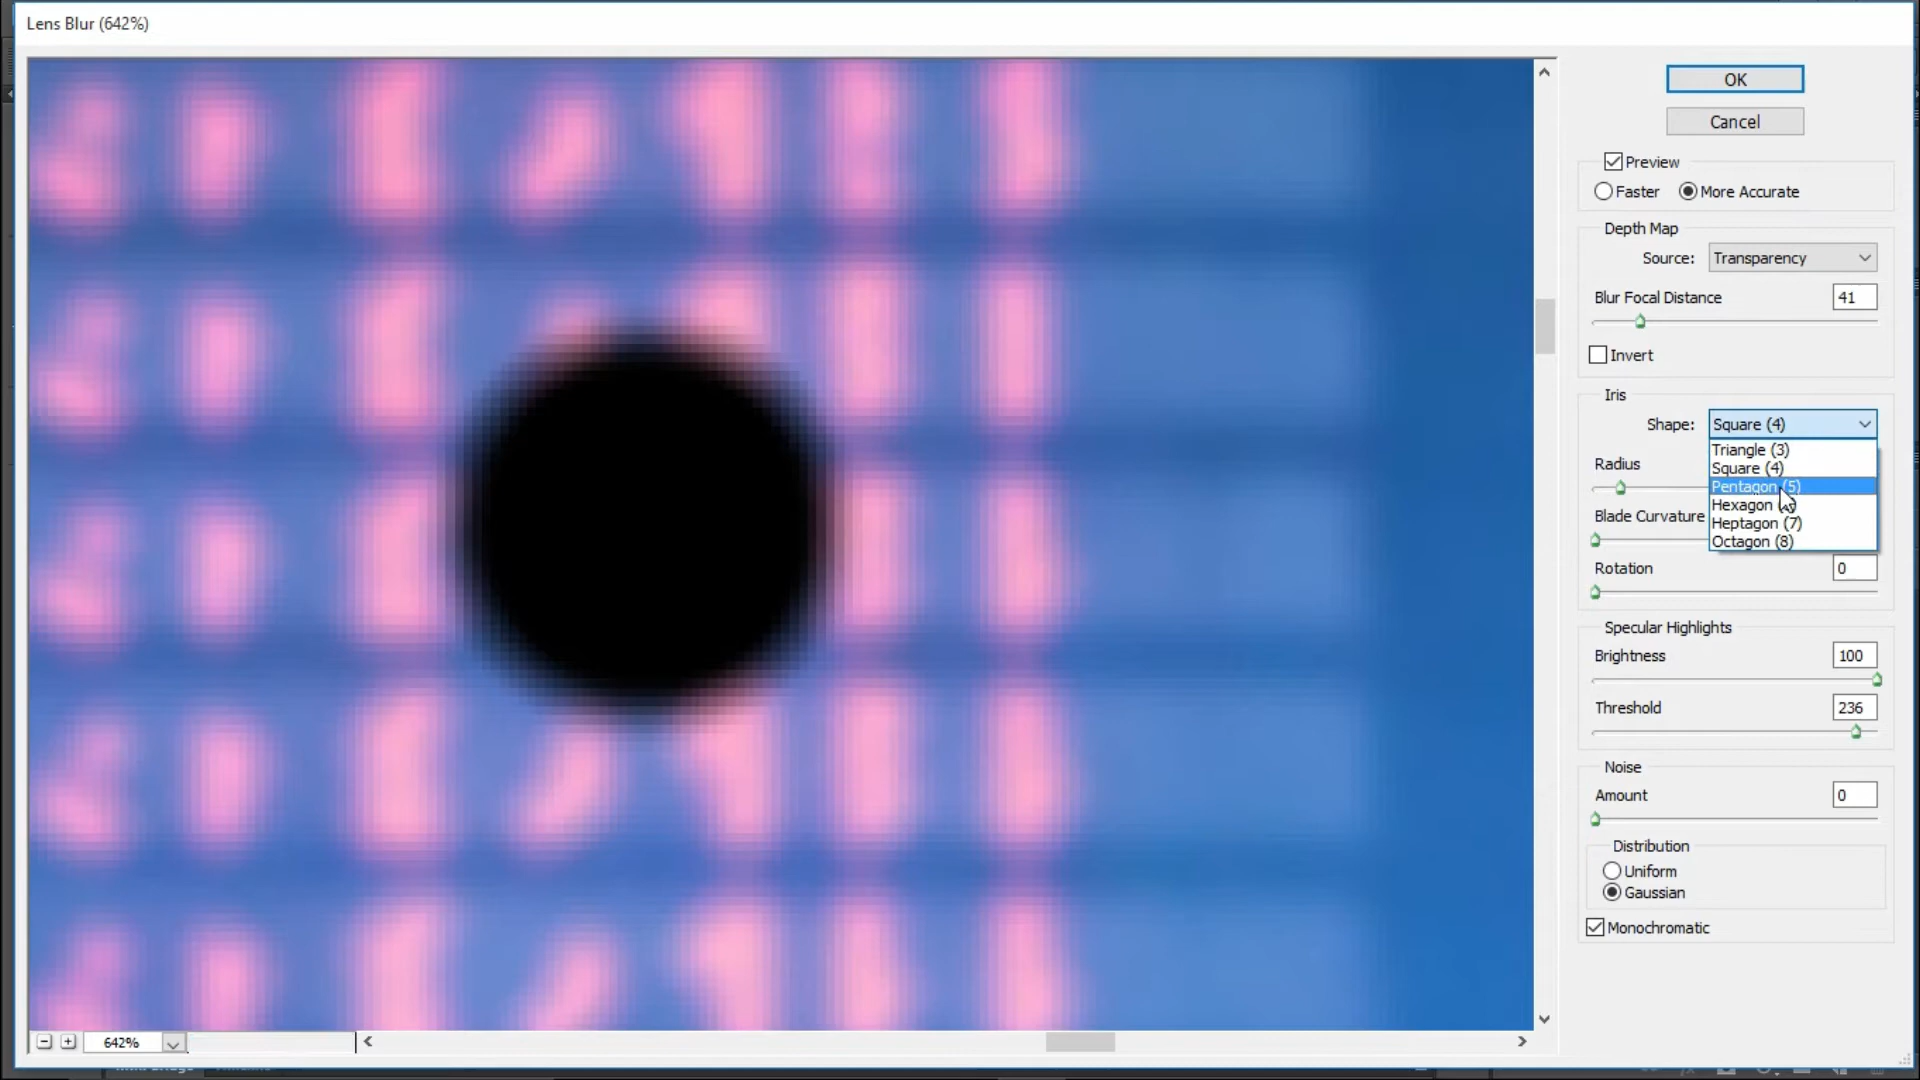 Lens Blur (642%)
OK
Cancel
Preview
Faster More Accurate
Depth Map
Source: Transparency
Blur Focal Distance 41
Invert
Iris
Shape: Square (4)
Triangle (3)
Square (4)
Radius
Pentagon (5)
Hexagon
Blade Curvature
Heptagon (7)
Octagon (8)
Rotation 0
Specular Highlights
Brightness 100
Threshold 236
Noise
Amount 0
Distribution
Uniform
Gaussian
Monochromatic
642%